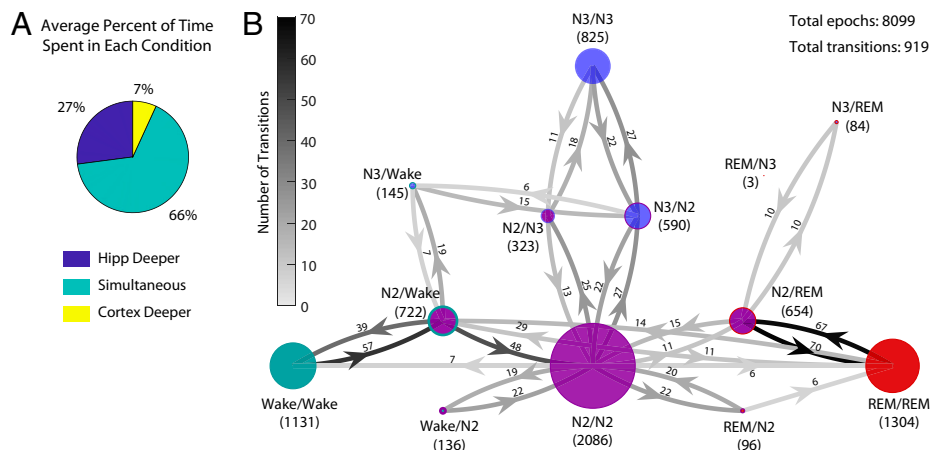 A
Average Percent of Time
Spent in Each Condition
7%
27%
66%
Hipp Deeper
Simultaneous
Cortex Deeper
B
70
60
50
40
30
20
10
0
Number of Transitions
Total epochs: 8099
Total transitions: 919
N3/N3
(825)
N3/REM
(84)
REM/N3
(3)
N3/Wake
(145)
N2/N3
(323)
N3/N2
(590)
N2/Wake
(722)
N2/REM
(654)
Wake/Wake
(1131)
Wake/N2
(136)
N2/N2
(2086)
REM/N2
(96)
REM/REM
(1304)
11
18
22
27
6
15
7
19
13
25
22
27
10
10
39
57
29
48
14
15
11
11
67
70
7
6
19
22
20
22
6